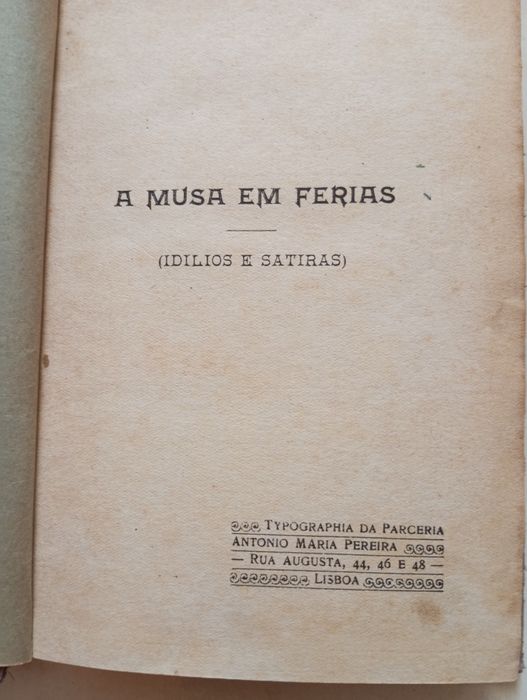 A MUSA EM FERIAS
(IDILIOS E SATIRAS)
TYPOGRAPHIA DA PARCERIA
ANTONIO MARIA PEREIRA
— RUA AUGUSTA, 44, 46 E 48 —
LISBOA